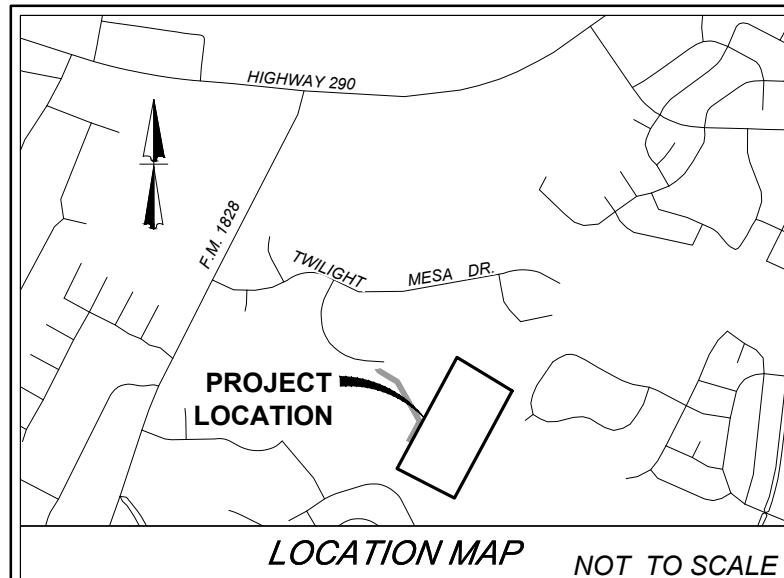 HIGHWAY 290
F.M. 1828
TWILIGHT MESA DR.
PROJECT
LOCATION
LOCATION MAP
NOT TO SCALE